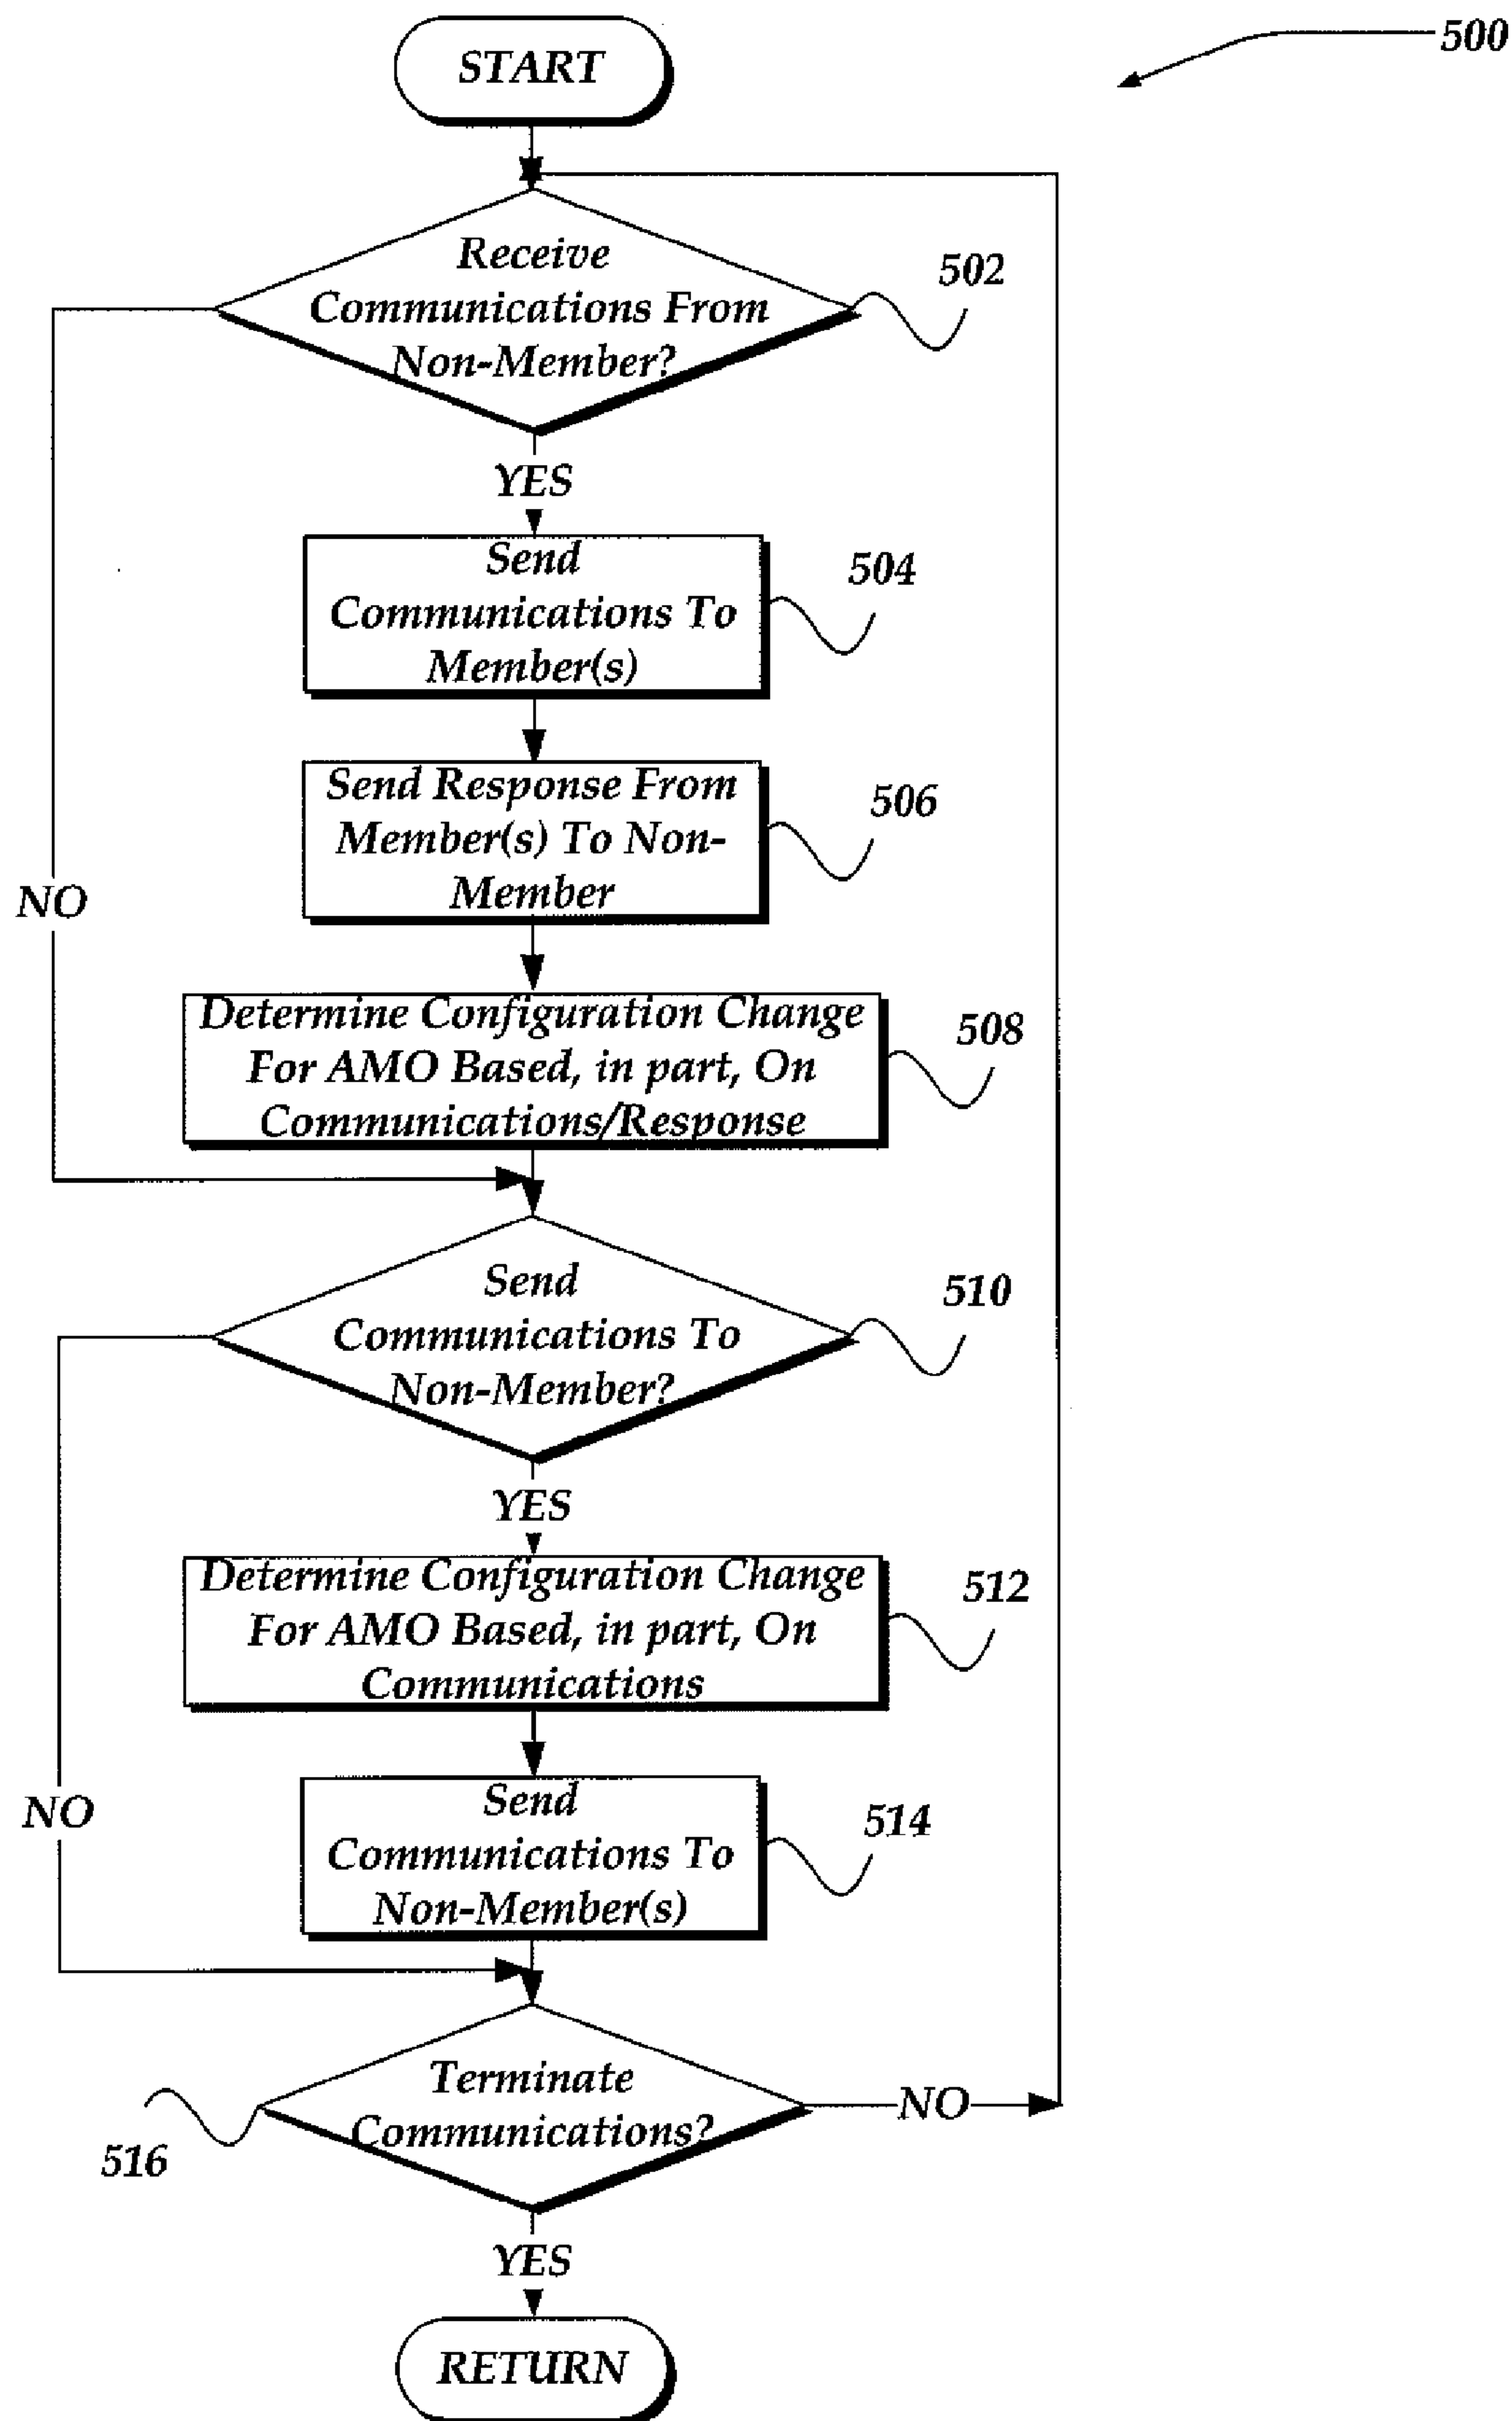 START
500
Receive
Communications From
Non-Member?
502
YES
Send
Communications To
Member(s)
504
Send Response From
Member(s) To Non-
Member
506
NO
Determine Configuration Change
For AMO Based, in part, On
Communications/Response
508
Send
Communications To
Non-Member?
510
YES
Determine Configuration Change
For AMO Based, in part, On
Communications
512
NO
Send
Communications To
Non-Member(s)
514
Terminate
Communications?
NO
516
YES
RETURN